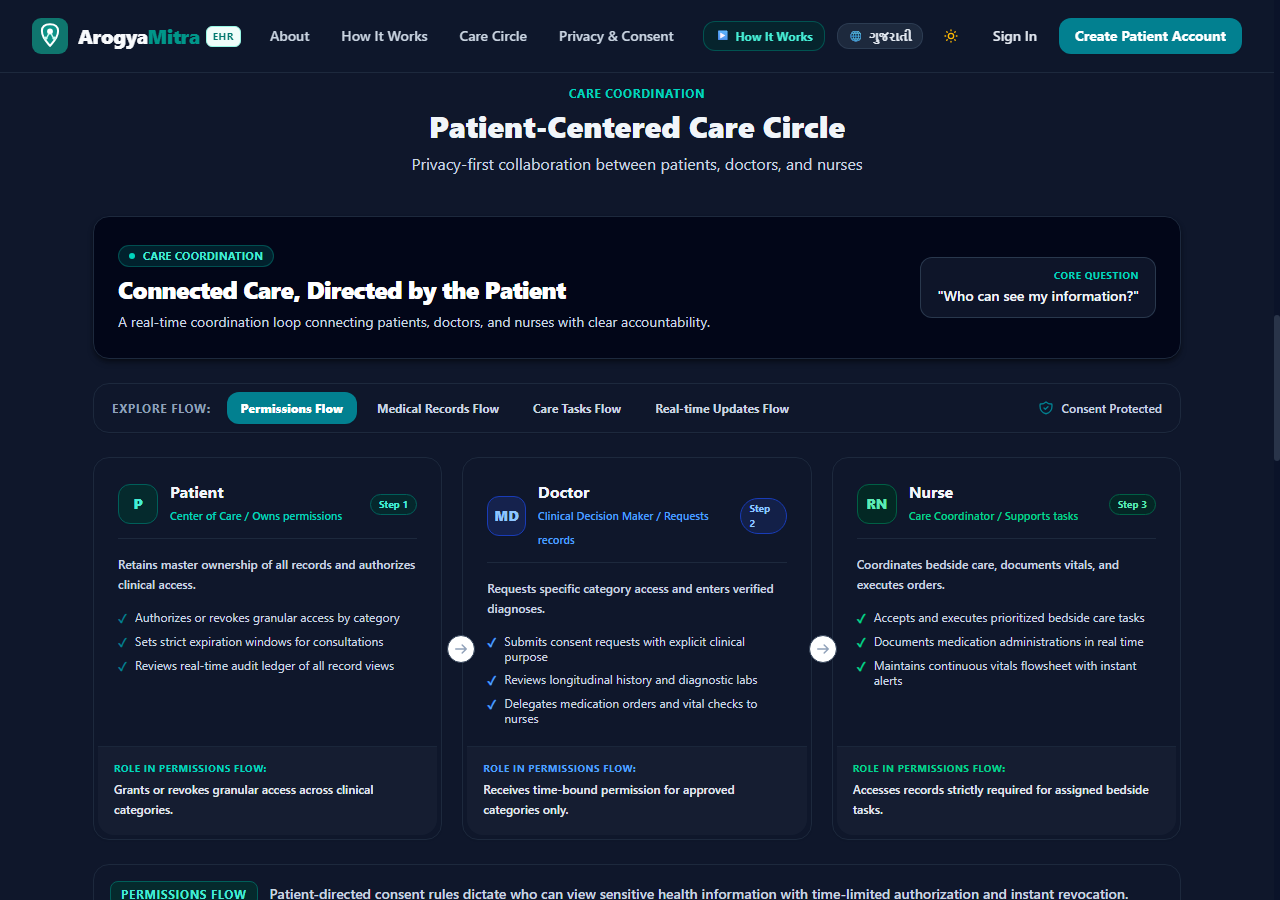 ArogyaMitra EHR About How It Works Care Circle Privacy & Consent How It Works ગુજરાતી Sign In Create Patient Account
CARE COORDINATION
Patient-Centered Care Circle
Privacy-first collaboration between patients, doctors, and nurses
CARE COORDINATION
Connected Care, Directed by the Patient
A real-time coordination loop connecting patients, doctors, and nurses with clear accountability.
CORE QUESTION
"Who can see my information?"
EXPLORE FLOW: Permissions Flow Medical Records Flow Care Tasks Flow Real-time Updates Flow Consent Protected
P
Patient
Center of Care / Owns permissions
Step 1
Retains master ownership of all records and authorizes
clinical access.
✓ Authorizes or revokes granular access by category
✓ Sets strict expiration windows for consultations
✓ Reviews real-time audit ledger of all record views
ROLE IN PERMISSIONS FLOW:
Grants or revokes granular access across clinical
categories.
MD
Doctor
Clinical Decision Maker / Requests
records
Step
2
Requests specific category access and enters verified
diagnoses.
✓ Submits consent requests with explicit clinical
purpose
✓ Reviews longitudinal history and diagnostic labs
✓ Delegates medication orders and vital checks to
nurses
ROLE IN PERMISSIONS FLOW:
Receives time-bound permission for approved
categories only.
RN
Nurse
Care Coordinator / Supports tasks
Step 3
Coordinates bedside care, documents vitals, and
executes orders.
✓ Accepts and executes prioritized bedside care tasks
✓ Documents medication administrations in real time
✓ Maintains continuous vitals flowsheet with instant
alerts
ROLE IN PERMISSIONS FLOW:
Accesses records strictly required for assigned bedside
tasks.
PERMISSIONS FLOW Patient-directed consent rules dictate who can view sensitive health information with time-limited authorization and instant revocation.